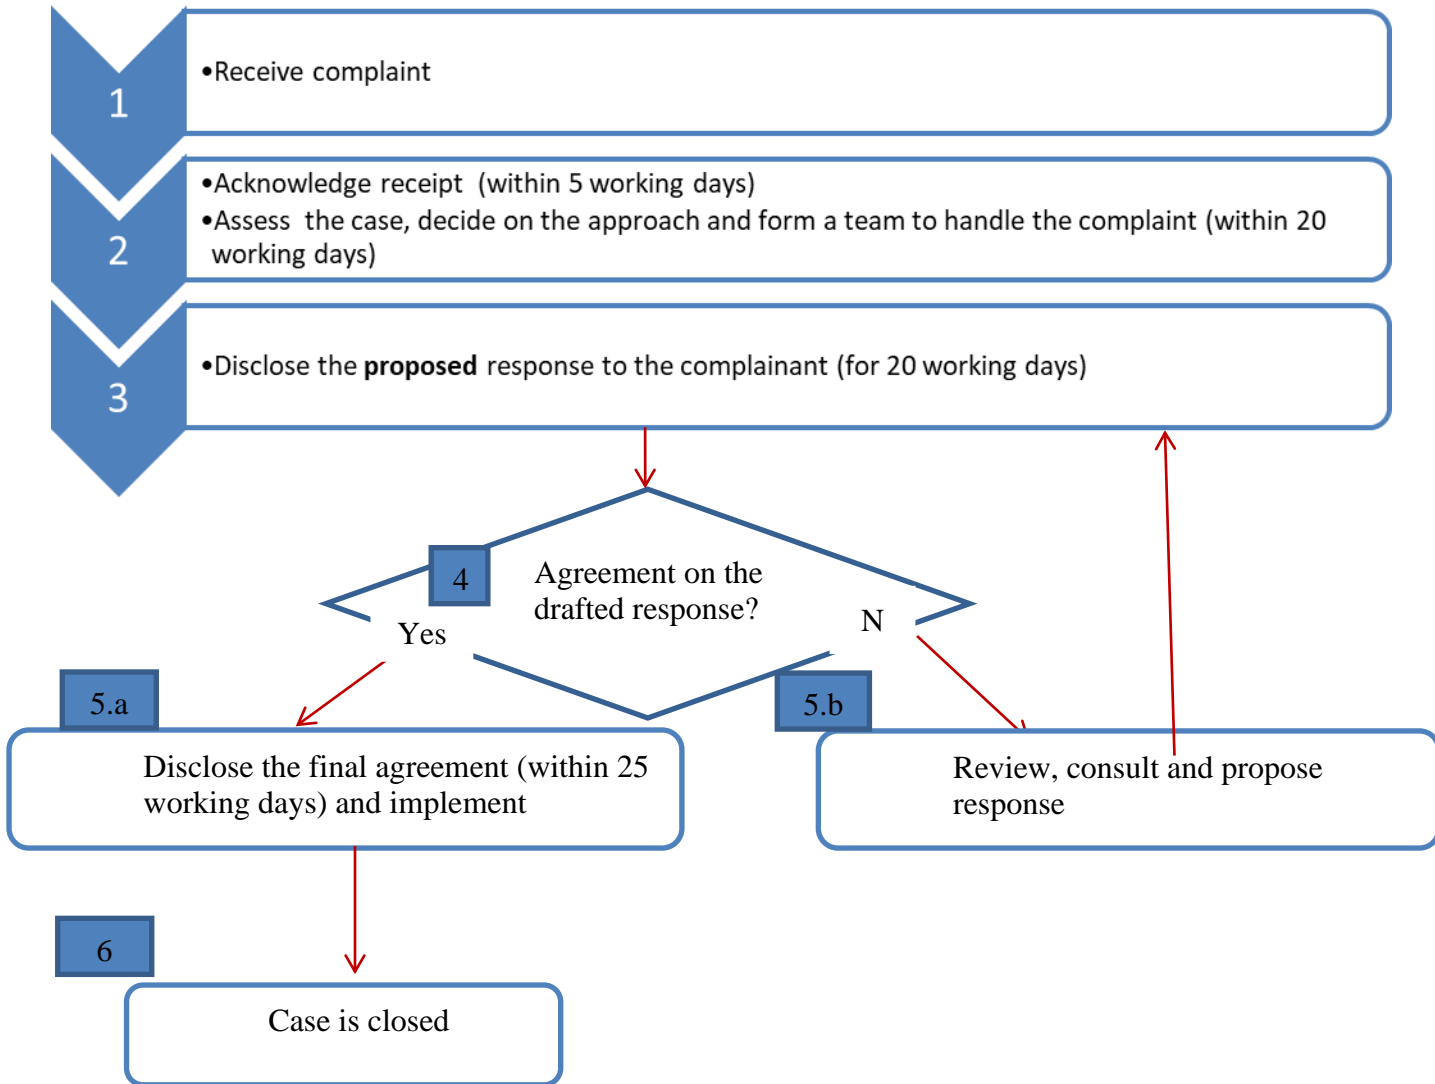 1
•Receive complaint
2
•Acknowledge receipt  (within 5 working days)
•Assess  the case, decide on the approach and form a team to handle the complaint (within 20
working days)
3
•Disclose the proposed response to the complainant (for 20 working days)
4
Agreement on the
drafted response?
Yes
N
5.a
Disclose the final agreement (within 25
working days) and implement
5.b
Review, consult and propose
response
6
Case is closed